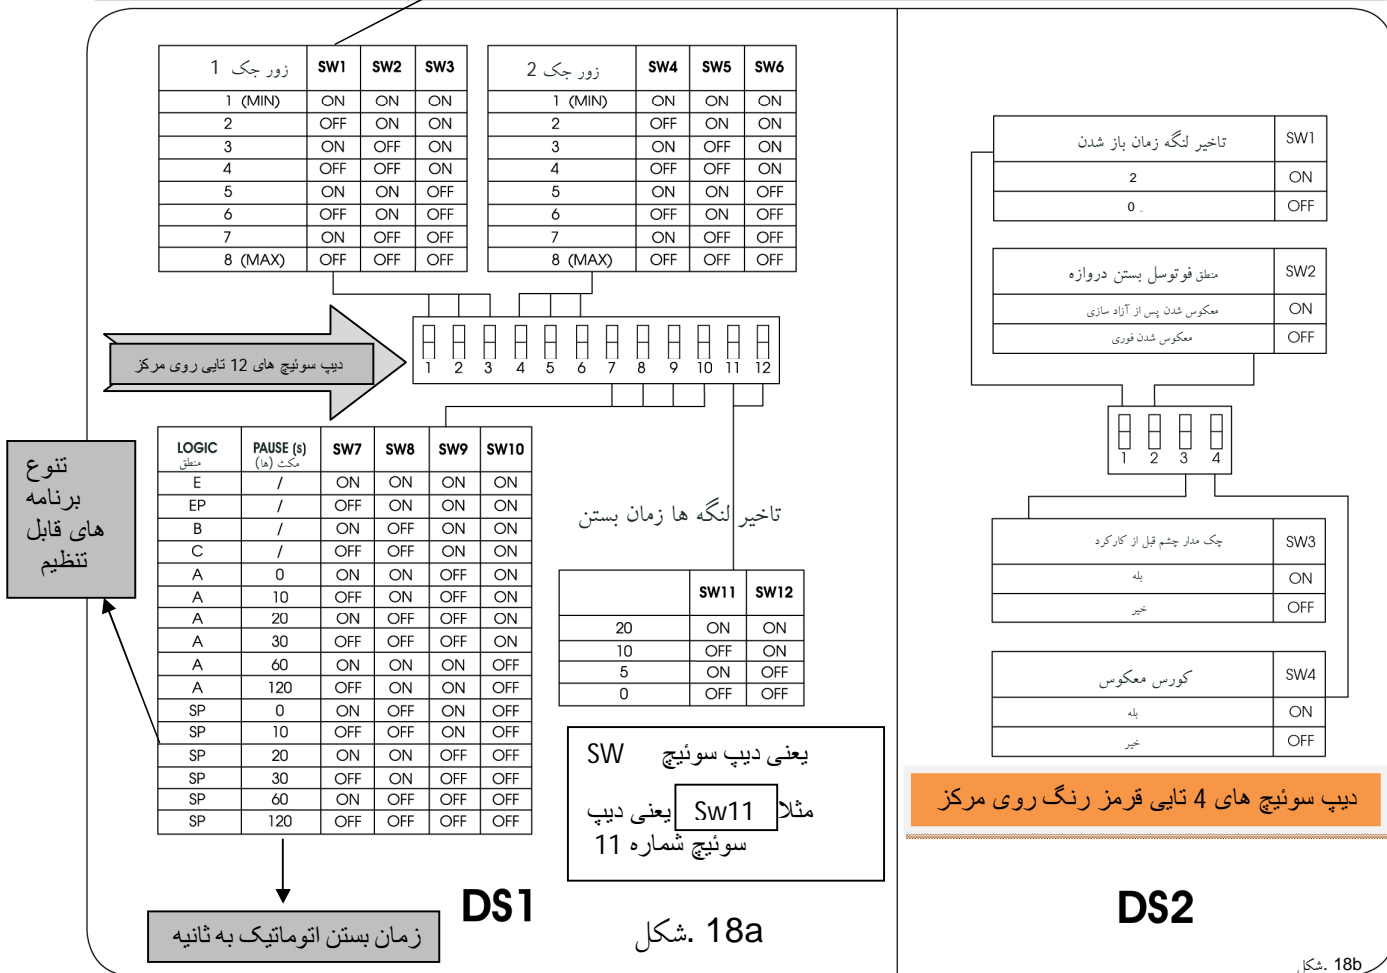 زور جک 1 SW1 SW2 SW3
1 (MIN) ON ON ON
2 OFF ON ON
3 ON OFF ON
4 OFF OFF ON
5 ON ON OFF
6 OFF ON OFF
7 ON OFF OFF
8 (MAX) OFF OFF OFF
زور جک 2 SW4 SW5 SW6
1 (MIN) ON ON ON
2 OFF ON ON
3 ON OFF ON
4 OFF OFF ON
5 ON ON OFF
6 OFF ON OFF
7 ON OFF OFF
8 (MAX) OFF OFF OFF
دیپ سوئیچ های 12 تایی روی مرکز
1 2 3 4 5 6 7 8 9 10 11 12
تنوع
برنامه
های قابل
تنظیم
LOGIC PAUSE (s) SW7 SW8 SW9 SW10
منطق مکث (ها)
E / ON ON ON ON
EP / OFF ON ON ON
B / ON OFF ON ON
C / OFF OFF ON ON
A 0 ON ON OFF ON
A 10 OFF ON OFF ON
A 20 ON OFF OFF ON
A 30 OFF OFF OFF ON
A 60 ON ON ON OFF
A 120 OFF ON ON OFF
SP 0 ON OFF ON OFF
SP 10 OFF OFF ON OFF
SP 20 ON ON OFF OFF
SP 30 OFF ON OFF OFF
SP 60 ON OFF OFF OFF
SP 120 OFF OFF OFF OFF
زمان بستن اتوماتیک به ثانیه
تاخیر لنگه ها زمان بستن
SW11 SW12
20 ON ON
10 OFF ON
5 ON OFF
0 OFF OFF
SW یعنی دیپ سوئیچ
مثلا Sw11 یعنی دیپ
سوئیچ شماره 11
DS1
18a .شکل
تاخیر لنگه زمان باز شدن SW1
2 ON
0 . OFF
منطق فوتوسل بستن دروازه SW2
معکوس شدن پس از آزاد سازی ON
معکوس شدن فوری OFF
1 2 3 4
چک مدار چشم قبل از کارکرد SW3
بله ON
خیر OFF
کورس معکوس SW4
بله ON
خیر OFF
دیپ سوئیچ های 4 تایی قرمز رنگ روی مرکز
DS2
18b .شکل